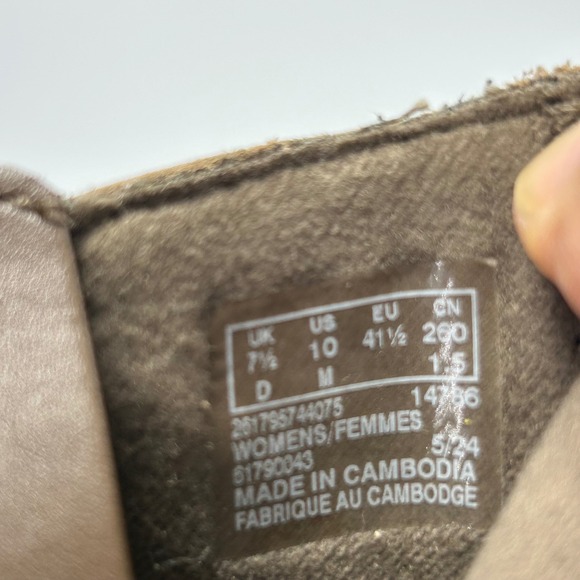 UK US EU CN
7½ 10 41½ 260
D M 1.5
261795744075
WOMENS/FEMMES 5/24
61790043
MADE IN CAMBODIA
FABRIQUE AU CAMBODGE